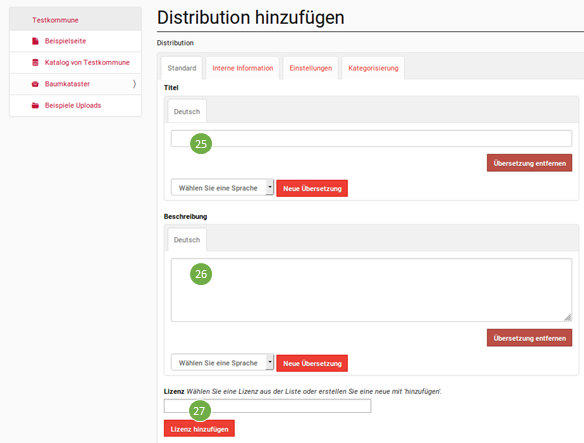 Testkommune
Beispielseite
Katalog von Testkommune
Baumkataster
Beispiele Uploads
Distribution hinzufügen
Distribution
Standard
Interne Information
Einstellungen
Kategorisierung
Titel
Deutsch
25
Übersetzung entfernen
Wählen Sie eine Sprache
Neue Übersetzung
Beschreibung
Deutsch
26
Übersetzung entfernen
Wählen Sie eine Sprache
Neue Übersetzung
Lizenz Wählen Sie eine Lizenz aus der Liste oder erstellen Sie eine neue mit 'hinzufügen'.
27
Lizenz hinzufügen